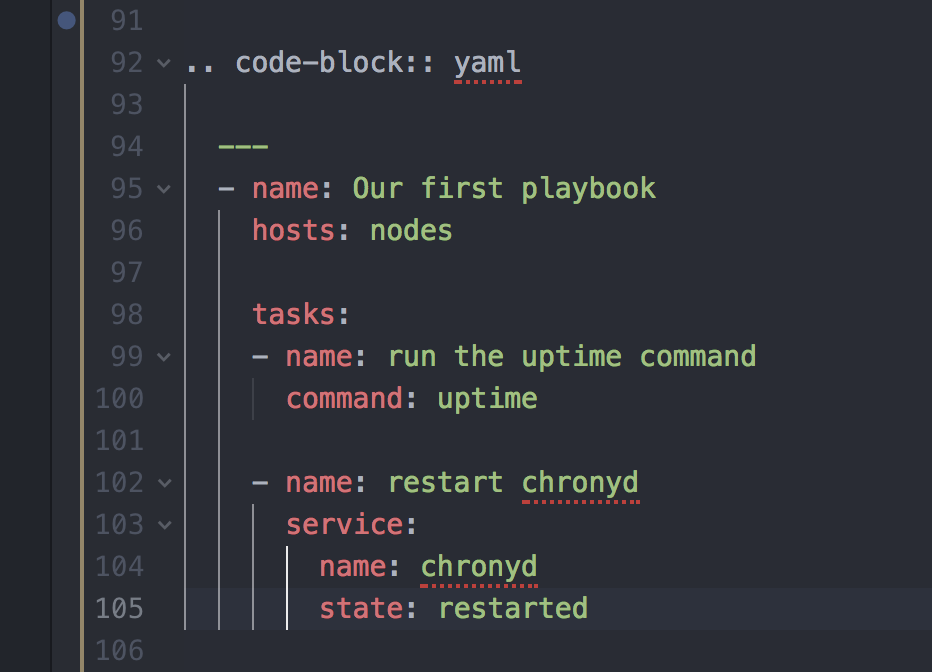 91
92 .. code-block:: yaml
93
94 ---
95 - name: Our first playbook
96 hosts: nodes
97
98 tasks:
99 - name: run the uptime command
100 command: uptime
101
102 - name: restart chronyd
103 service:
104 name: chronyd
105 state: restarted
106